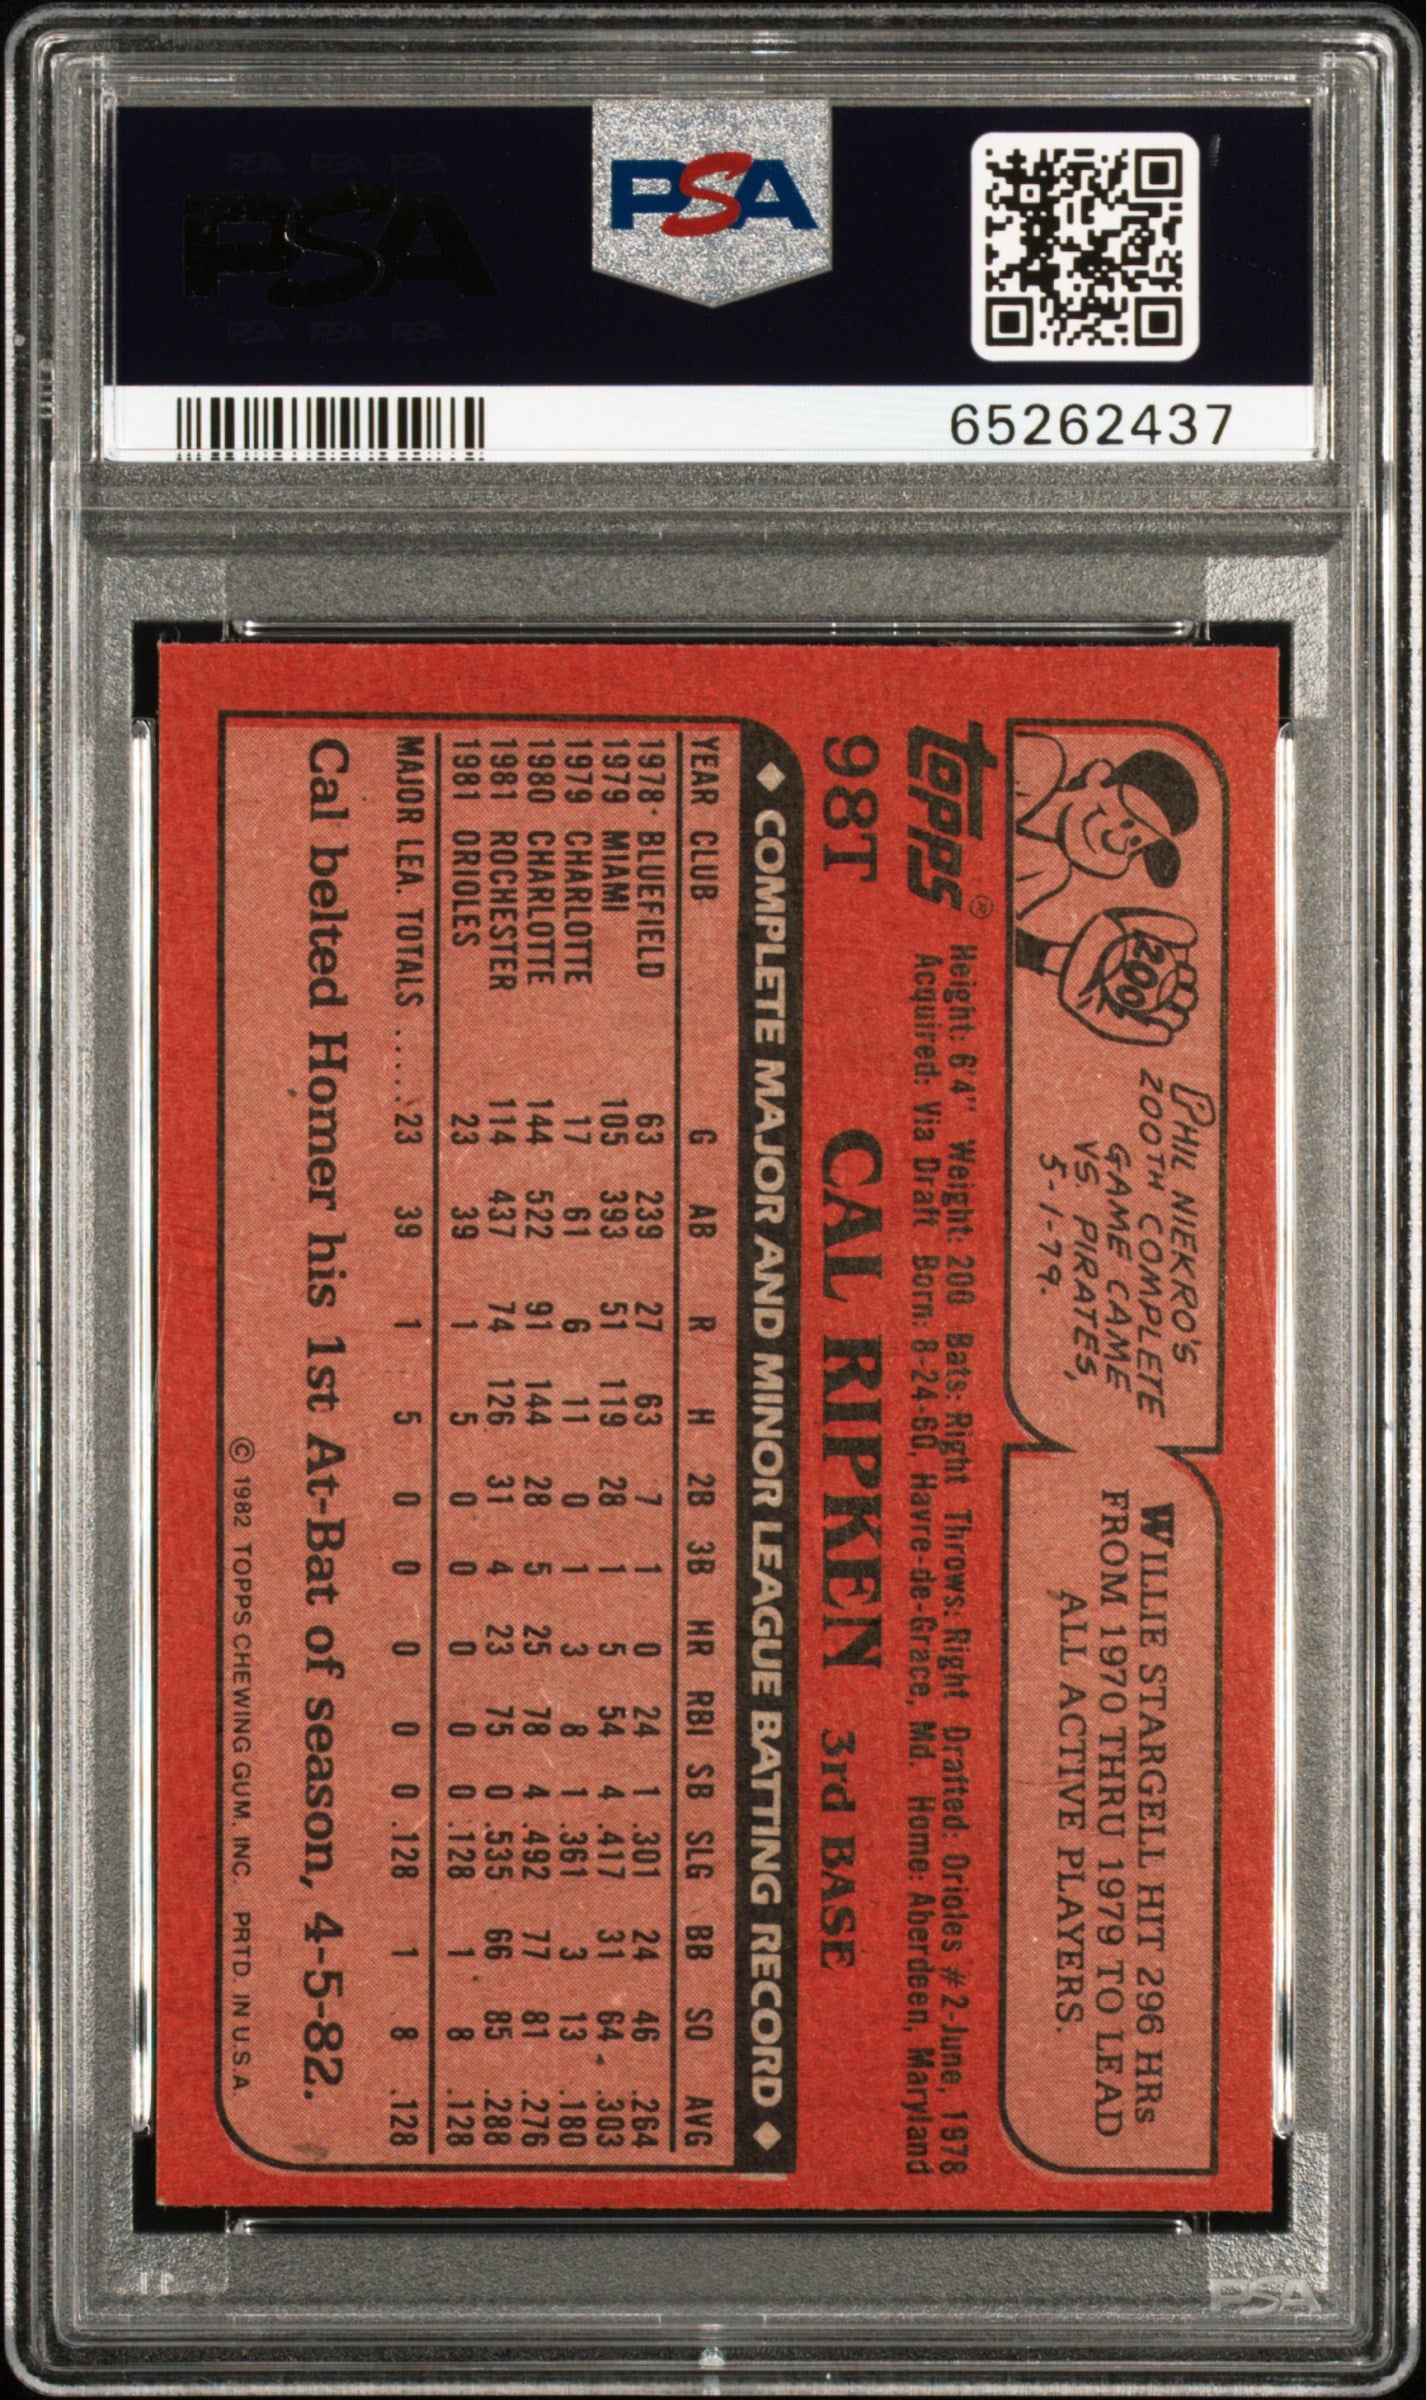 PSA PSA PSA
PSA
PSA PSA PSA
PSA
65262437
PHIL NIEKRO'S
200TH COMPLETE
GAME CAME
VS. PIRATES,
5-1-79.
200
WILLIE STARGELL HIT 296 HRs
FROM 1970 THRU 1979 TO LEAD
ALL ACTIVE PLAYERS.
topps®
Height: 6'4" Weight: 200 Bats: Right Throws: Right Drafted: Orioles #2-June, 1978
Acquired: Via Draft Born: 8-24-60, Havre-de-Grace, Md. Home: Aberdeen, Maryland
98T CAL RIPKEN 3rd BASE
COMPLETE MAJOR AND MINOR LEAGUE BATTING RECORD
YEAR CLUB G AB R H 2B 3B HR RBI SB SLG BB SO AVG
1978 BLUEFIELD 63 239 27 63 7 1 0 24 1 .301 24 46 .264
1979 MIAMI 105 393 51 119 28 1 5 54 4 .417 31 64 .303
1979 CHARLOTTE 17 61 6 11 0 1 3 8 1 .361 3 13 .180
1980 CHARLOTTE 144 522 91 144 28 5 25 78 4 .492 77 81 .276
1981 ROCHESTER 114 437 74 126 31 4 23 75 0 .535 66 85 .288
1981 ORIOLES 23 39 1 5 0 0 0 0 0 .128 1 8 .128
MAJOR LEA. TOTALS ..... 23 39 1 5 0 0 0 0 0 .128 1 8 .128
Cal belted Homer his 1st At-Bat of season, 4-5-82.
© 1982 TOPPS CHEWING GUM, INC. PRTD. IN U.S.A.
PSA